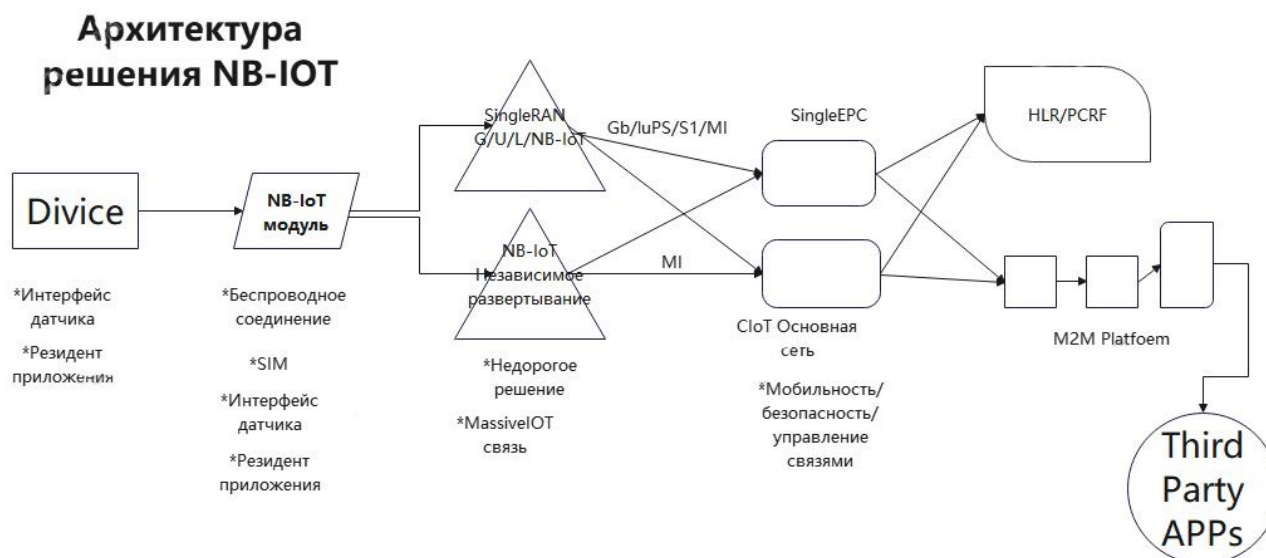 Архитектура
решения NB-IOT
Divice
*Интерфейс
датчика
*Резидент
приложения
NB-IoT
модуль
*Беспроводное
соединение
*SIM
*Интерфейс
датчика
*Резидент
приложения
SingleRAN
G/U/L/NB-IoT
NB-IoT
Независимое
развертывание
*Недорогое
решение
*MassiveIOT
связь
Gb/IuPS/S1/MI
MI
SingleEPC
CIoT Основная
сеть
*Мобильность/
безопасность/
управление
связями
HLR/PCRF
M2M Platfoem
Third
Party
APPs